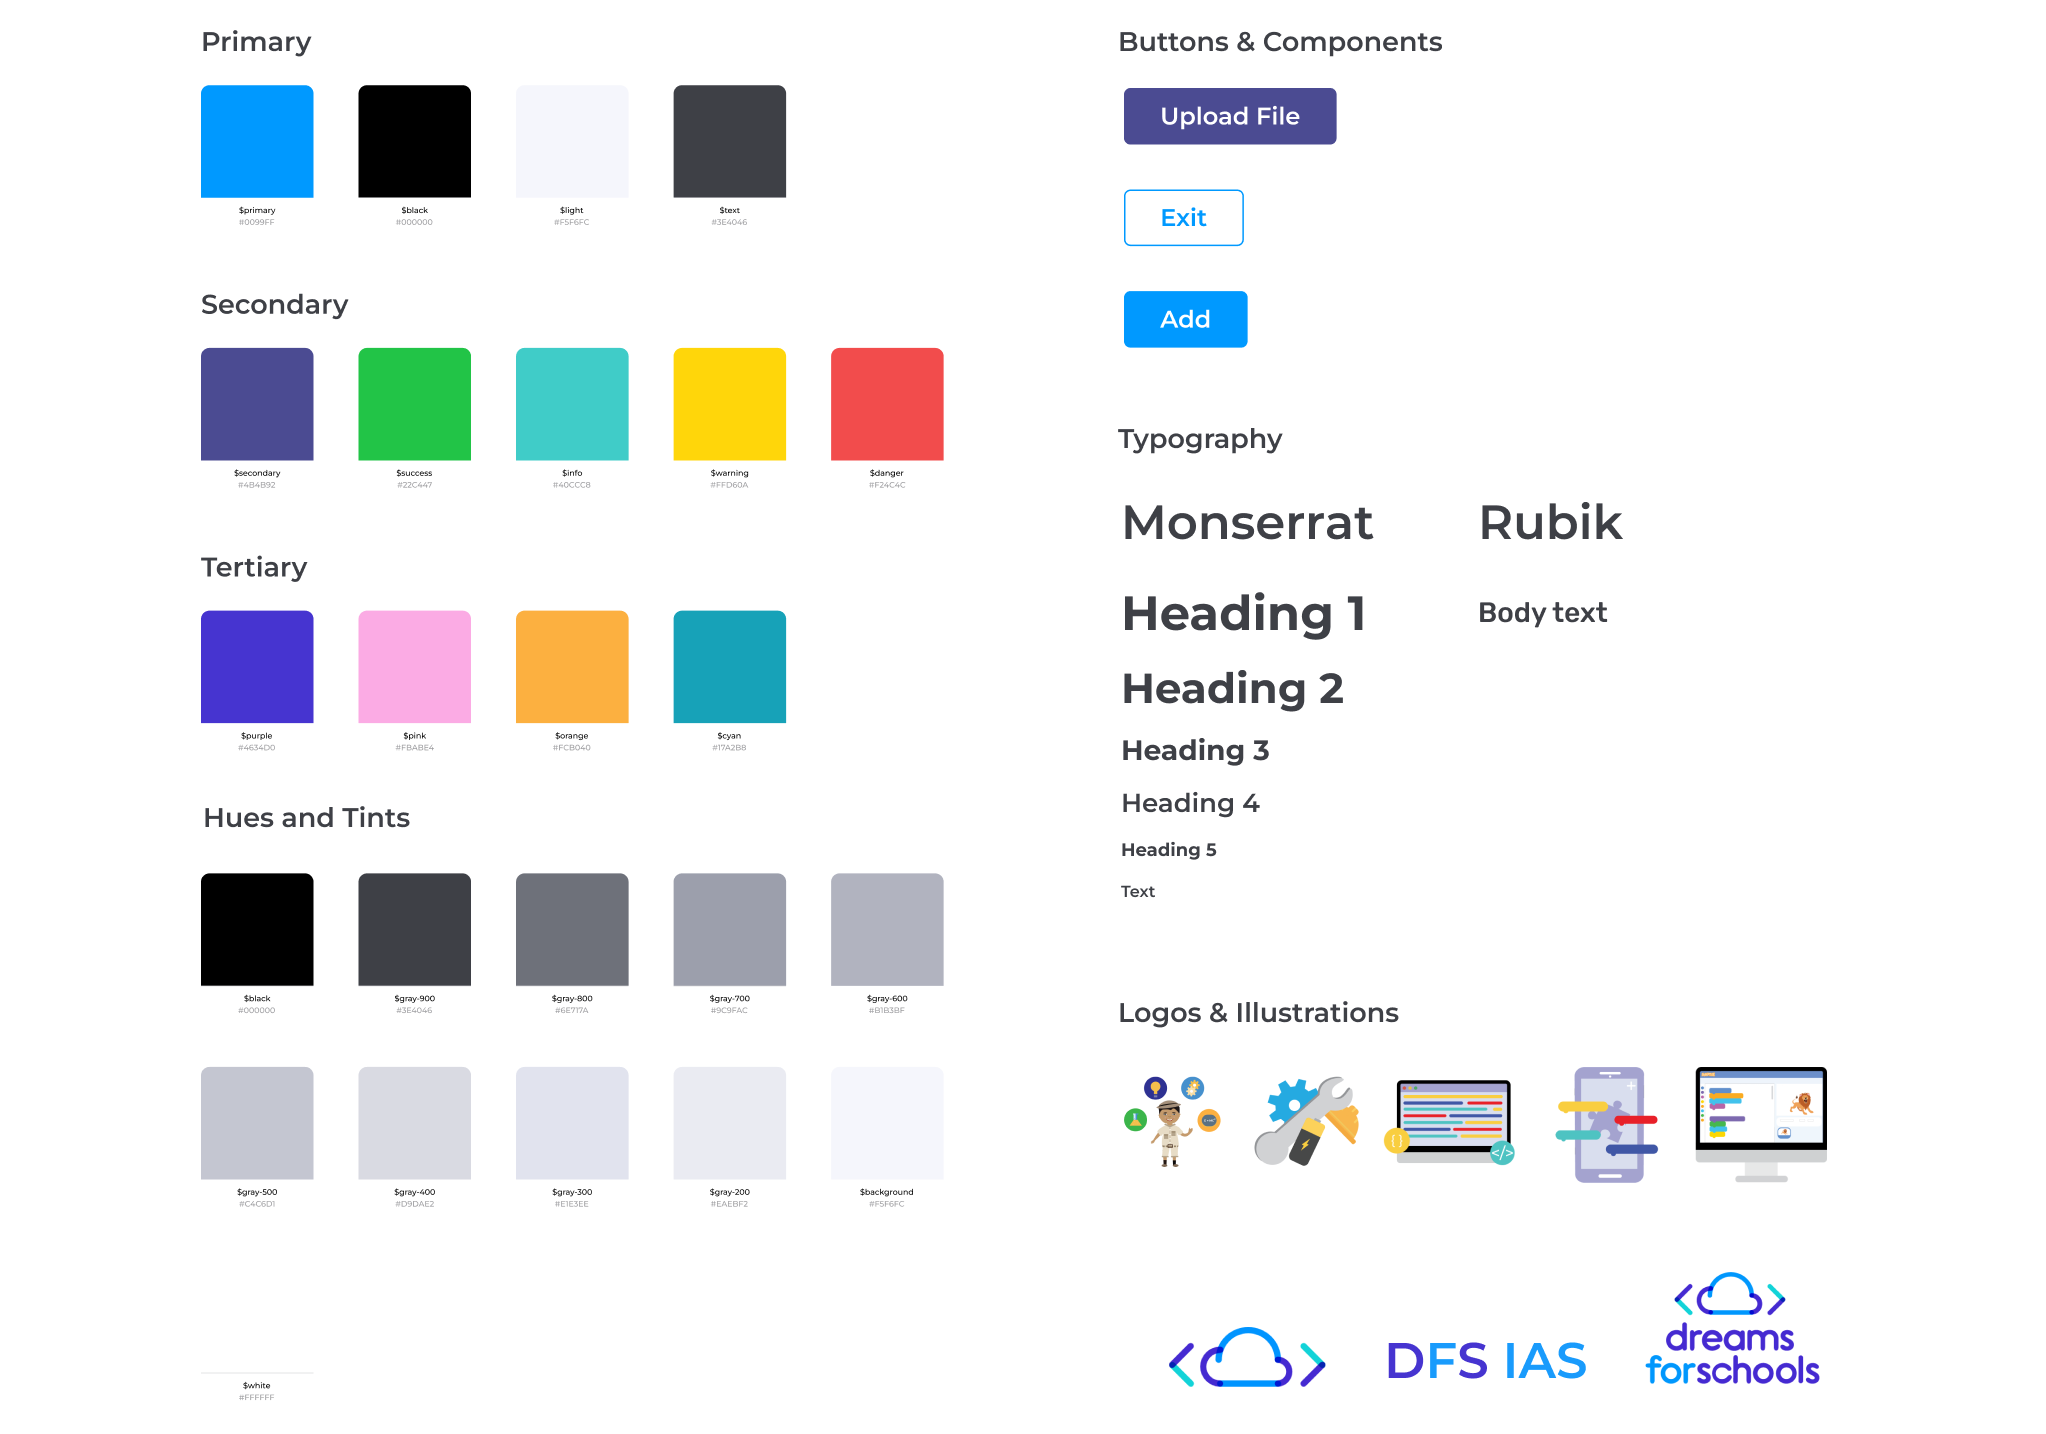 Primary
$primary
#0099FF
$black
#000000
$light
#F5F6FC
$text
#3E4046
Secondary
$secondary
#4B4B92
$success
#22C447
$info
#40CCC8
$warning
#FFD60A
$danger
#F24C4C
Tertiary
$purple
#4634D0
$pink
#FBABE4
$orange
#FCB040
$cyan
#17A2B8
Hues and Tints
$black
#000000
$gray-900
#3E4046
$gray-800
#6E717A
$gray-700
#9C9FAC
$gray-600
#B1B3BF
$gray-500
#C4C6D1
$gray-400
#D9DAE2
$gray-300
#E1E3EE
$gray-200
#EAEBF2
$background
#F5F6FC
$white
#FFFFFF
Buttons & Components
Upload File
Exit
Add
Typography
Monserrat
Rubik
Heading 1
Body text
Heading 2
Heading 3
Heading 4
Heading 5
Text
Logos & Illustrations
{ }
</>
DFS IAS
dreams
forschools